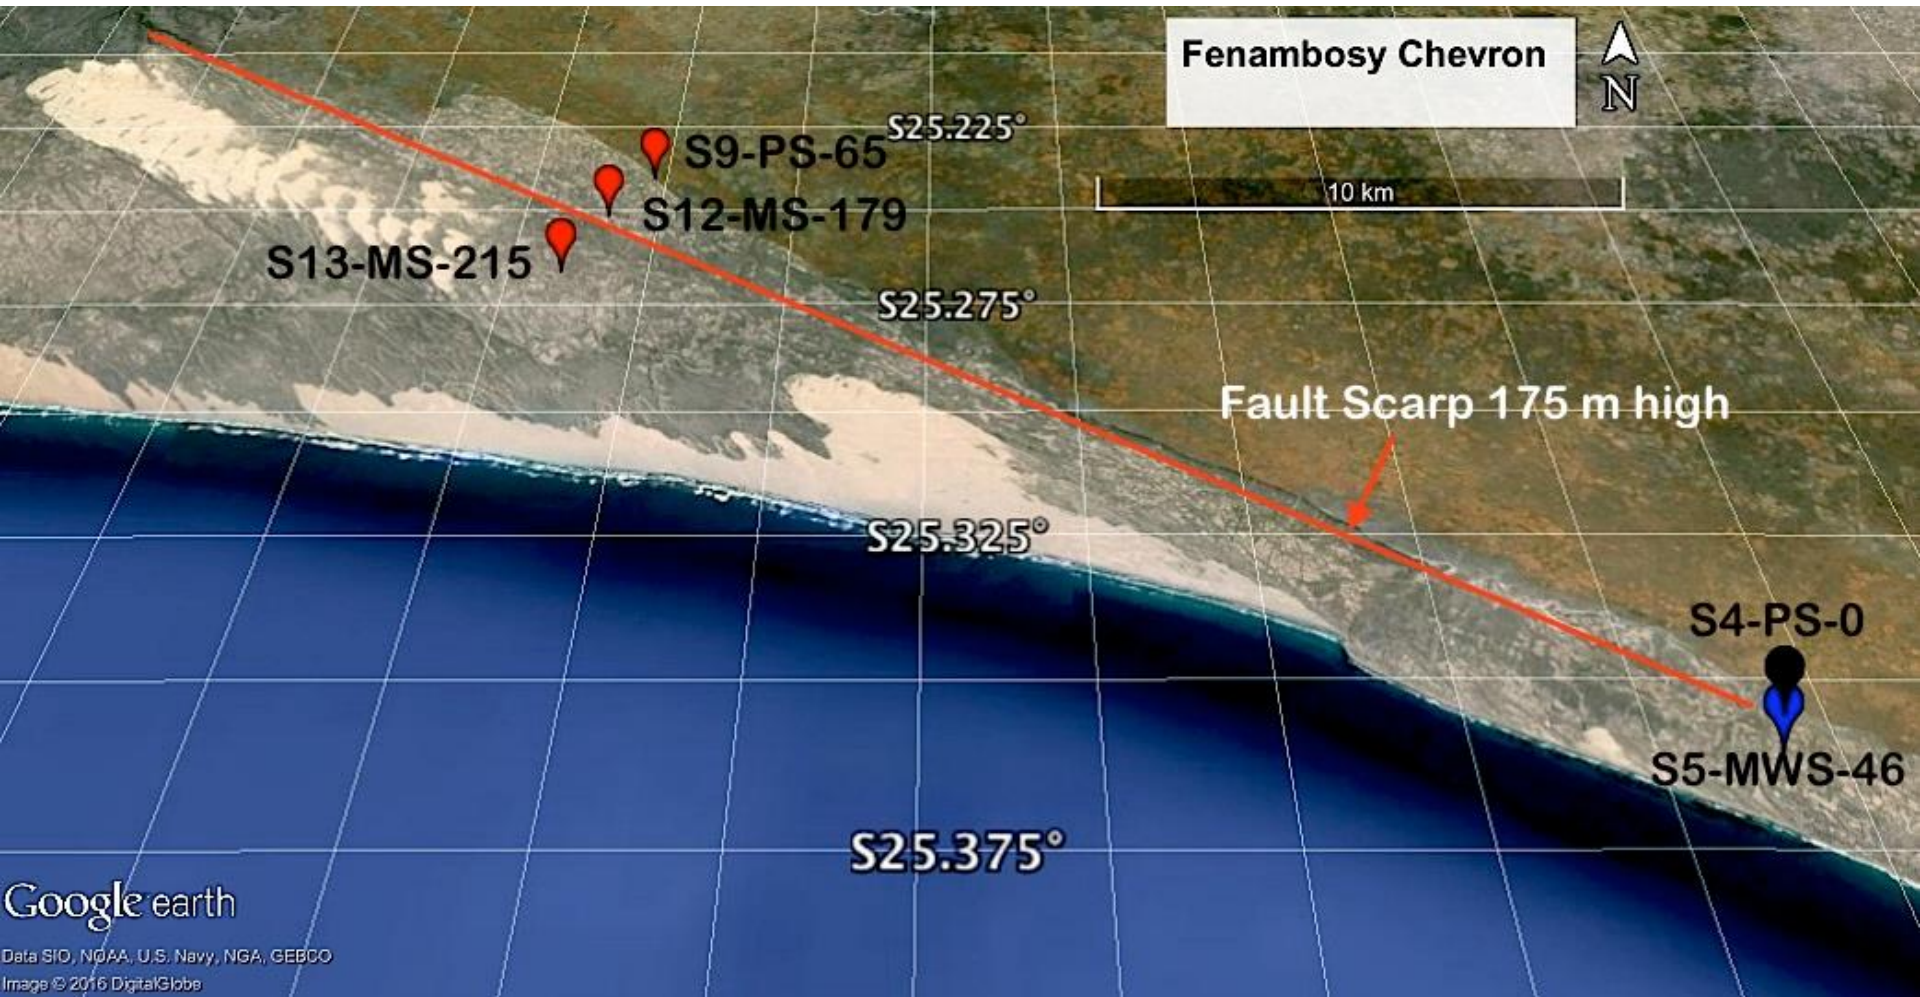 Fenambosy Chevron
N
S25.225°
S9-PS-65
10 km
S12-MS-179
S13-MS-215
S25.275°
Fault Scarp 175 m high
S25.325°
S4-PS-0
S5-MWS-46
S25.375°
Google earth
Data SIO, NOAA, U.S. Navy, NGA, GEBCO
Image © 2016 DigitalGlobe